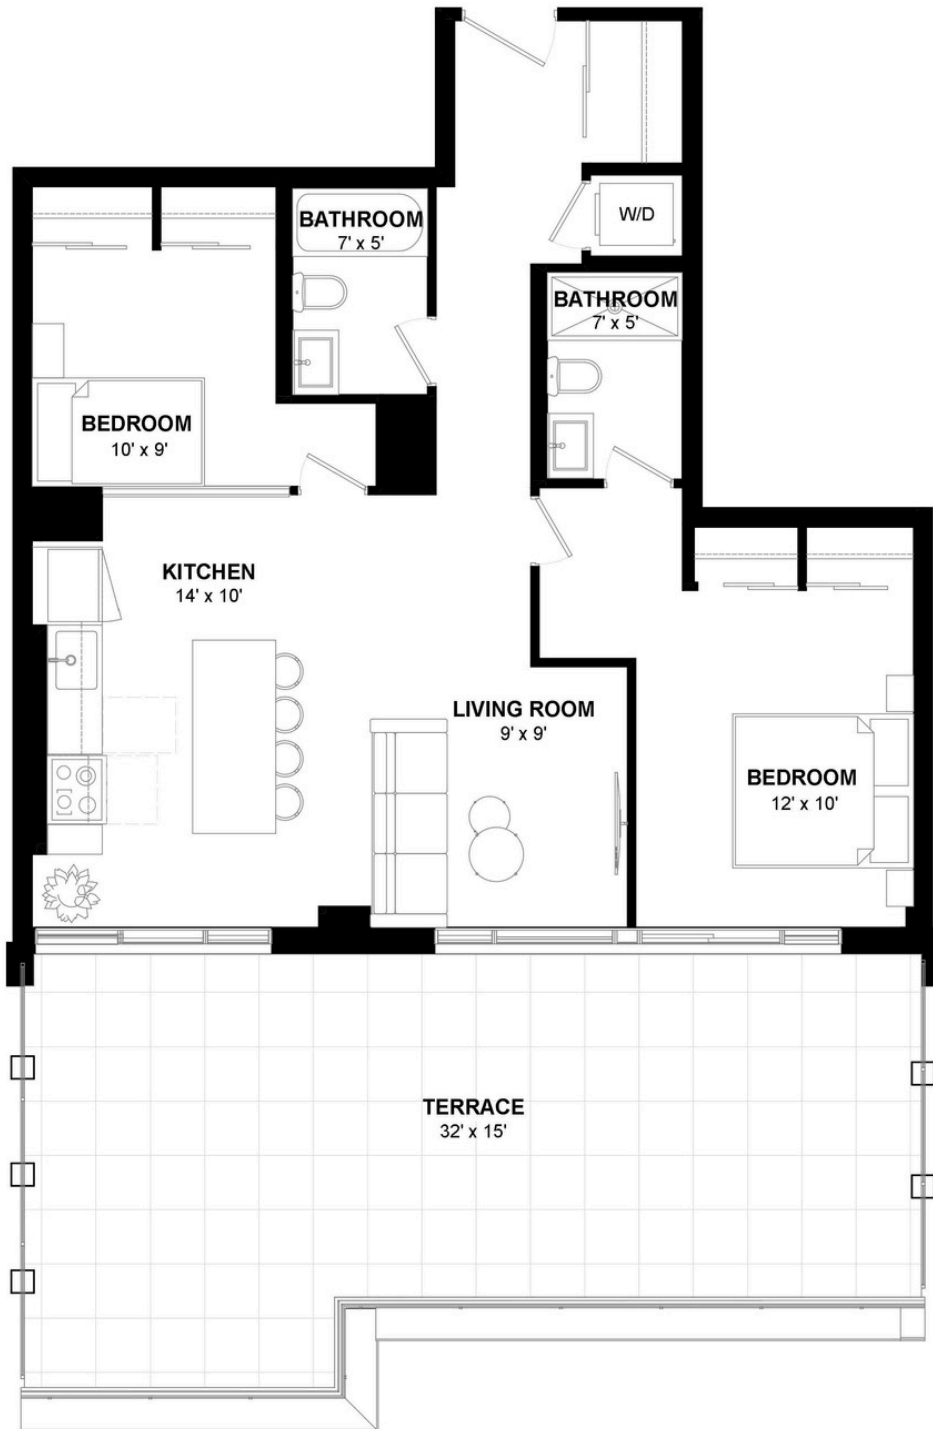 W/D
BATHROOM
7' x 5'
BATHROOM
7' x 5'
BEDROOM
10' x 9'
KITCHEN
14' x 10'
LIVING ROOM
9' x 9'
BEDROOM
12' x 10'
TERRACE
32' x 15'